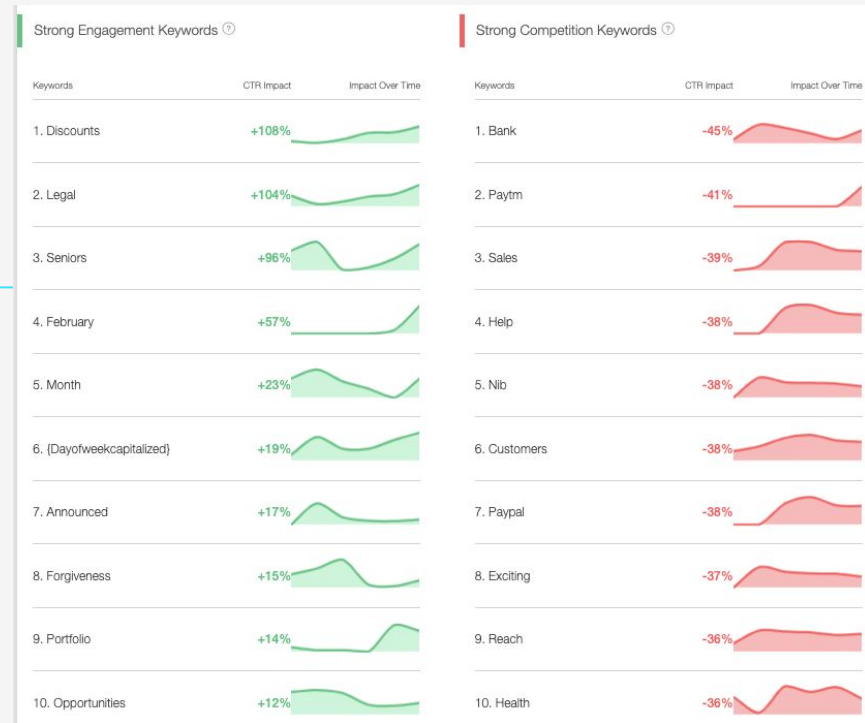 Strong Engagement Keywords ?
Keywords CTR Impact Impact Over Time
1. Discounts +108%
2. Legal +104%
3. Seniors +96%
4. February +57%
5. Month +23%
6. {Dayofweekcapitalized} +19%
7. Announced +17%
8. Forgiveness +15%
9. Portfolio +14%
10. Opportunities +12%
Strong Competition Keywords ?
Keywords CTR Impact Impact Over Time
1. Bank -45%
2. Paytm -41%
3. Sales -39%
4. Help -38%
5. Nib -38%
6. Customers -38%
7. Paypal -38%
8. Exciting -37%
9. Reach -36%
10. Health -36%